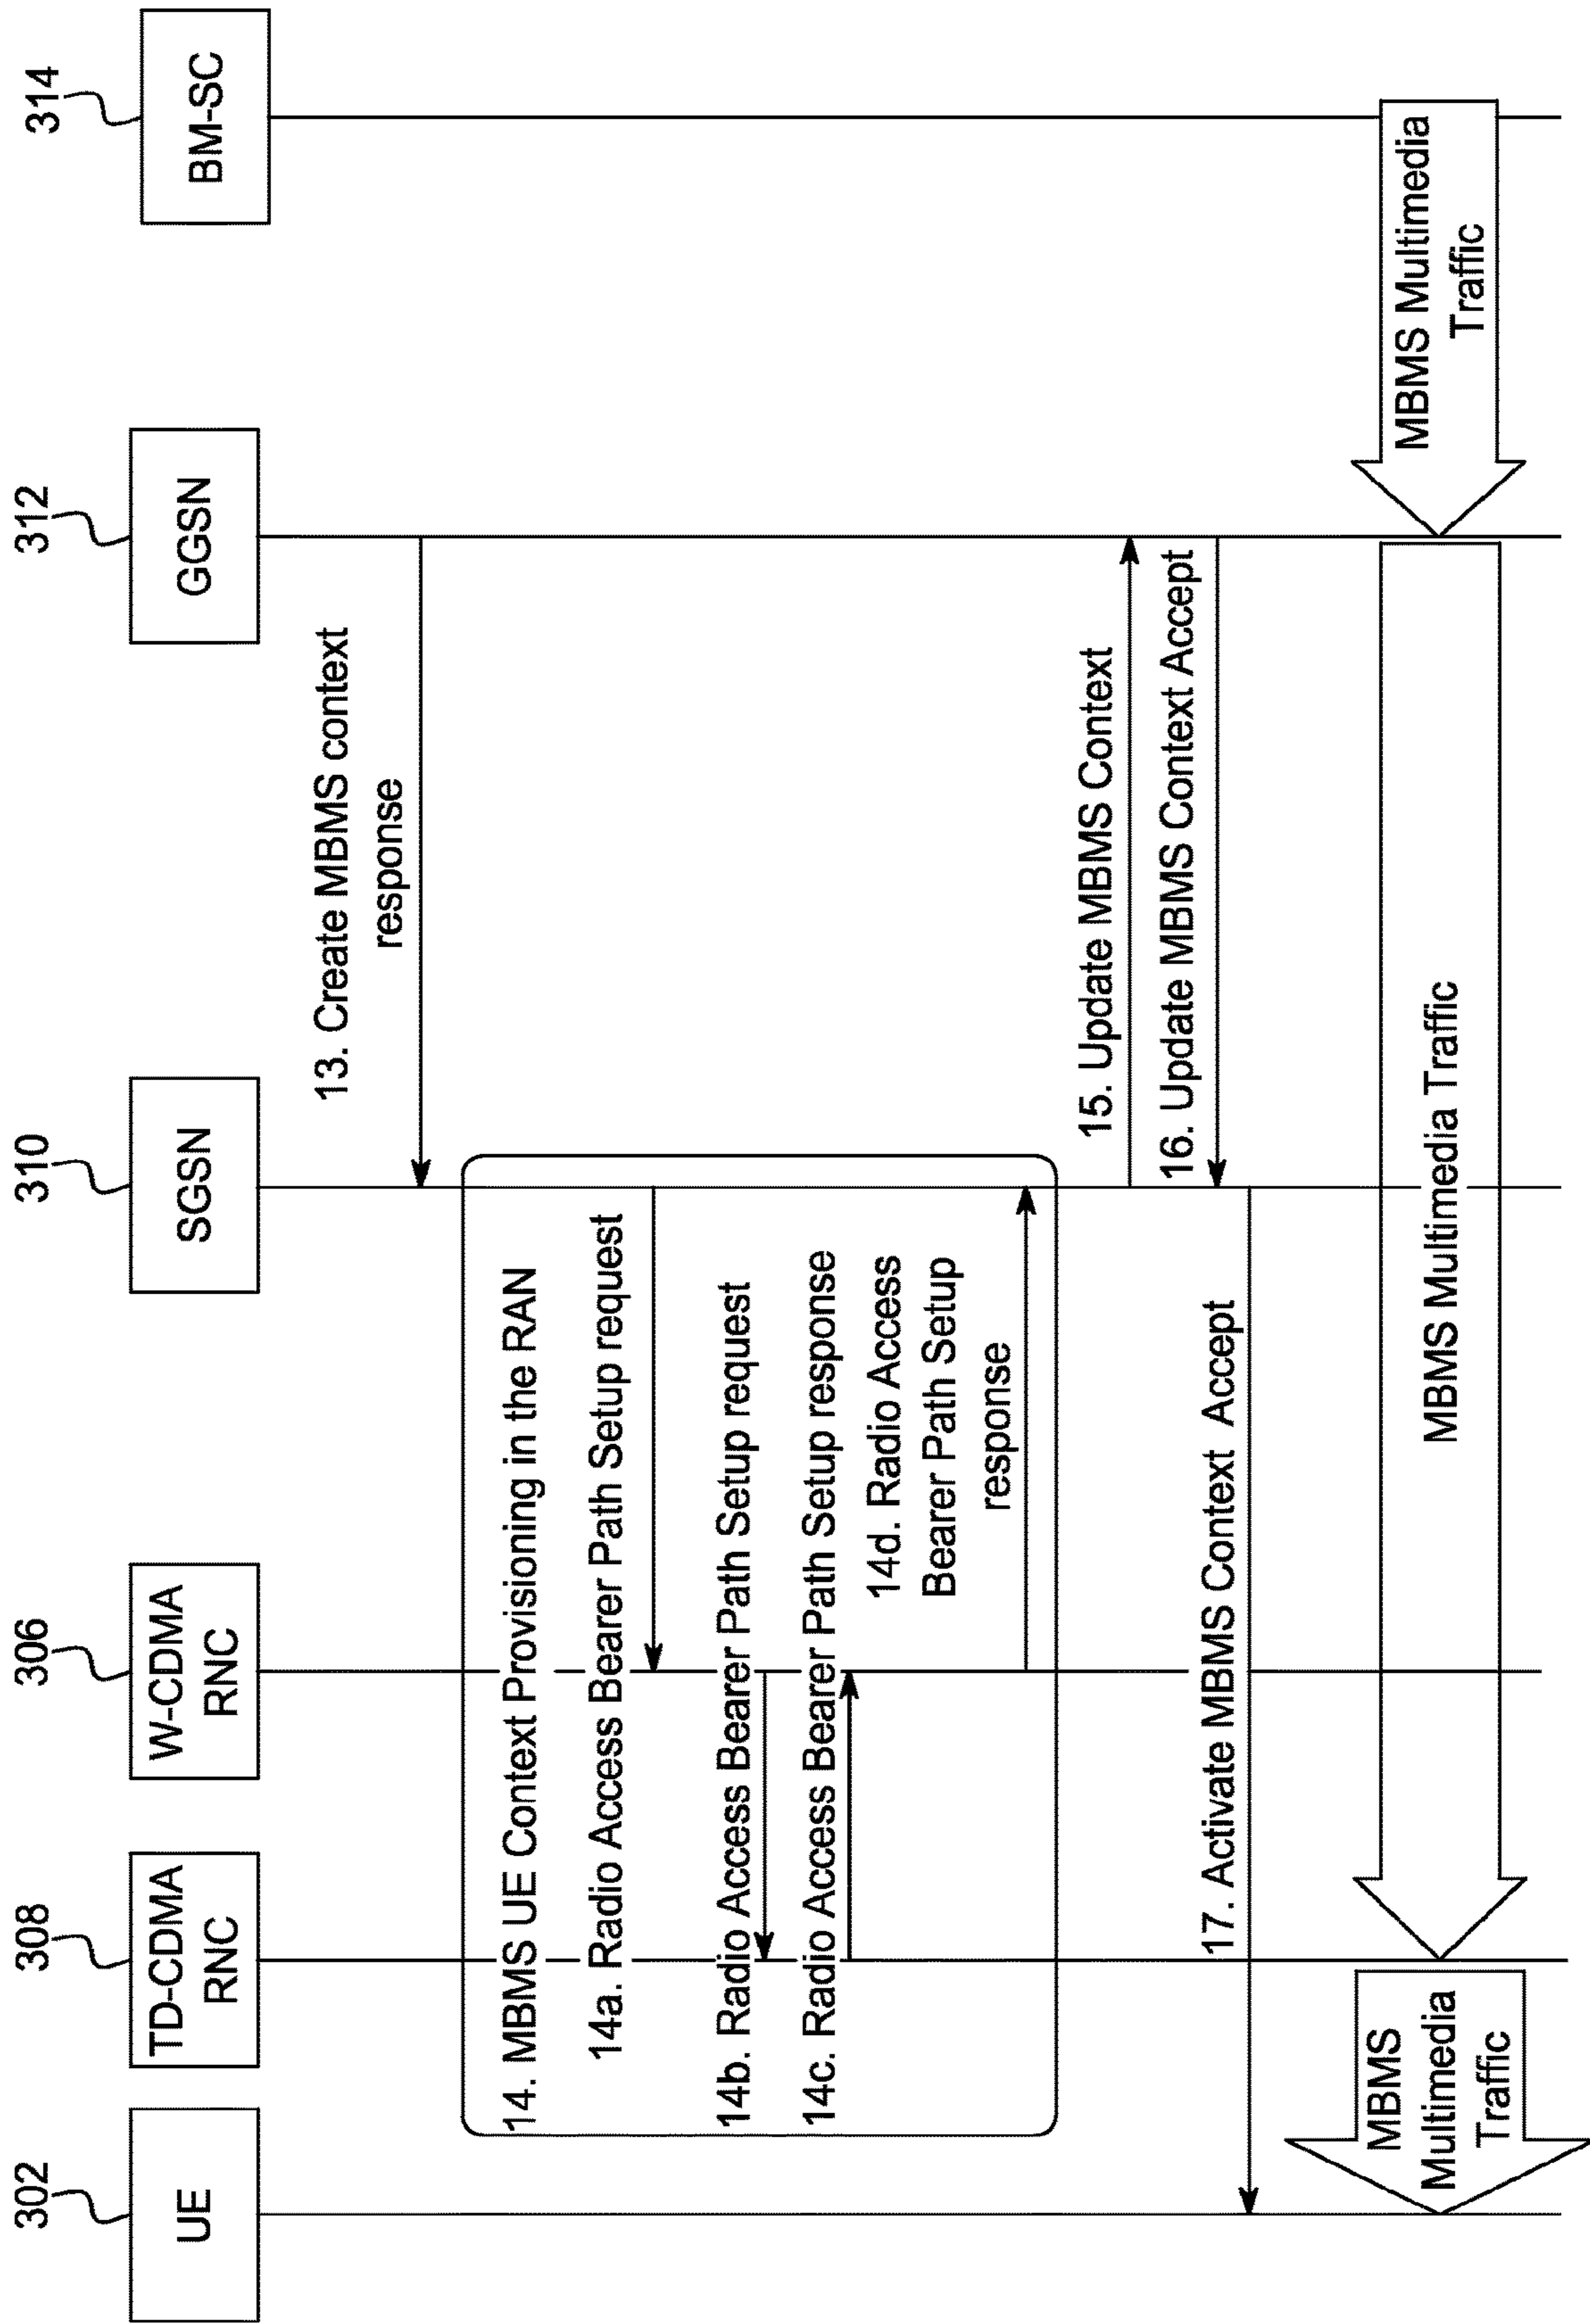 302
308
306
310
312
314
UE
TD-CDMA
RNC
W-CDMA
RNC
SGSN
GGSN
BM-SC
13. Create MBMS context
response
14. MBMS UE Context Provisioning in the RAN
14a. Radio Access Bearer Path Setup request
14b. Radio Access Bearer Path Setup request
14c. Radio Access Bearer Path Setup response
14d. Radio Access
Bearer Path Setup
response
15. Update MBMS Context
16. Update MBMS Context Accept
17. Activate MBMS Context Accept
MBMS
Multimedia
Traffic
MBMS Multimedia Traffic
MBMS Multimedia
Traffic